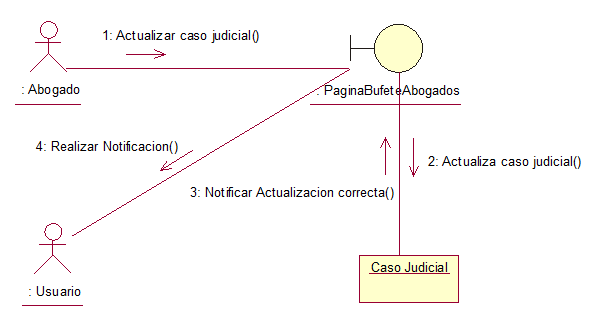 1: Actualizar caso judicial()
: Abogado
: PaginaBufeteAbogados
4: Realizar Notificacion()
2: Actualiza caso judicial()
3: Notificar Actualizacion correcta()
Caso Judicial
: Usuario